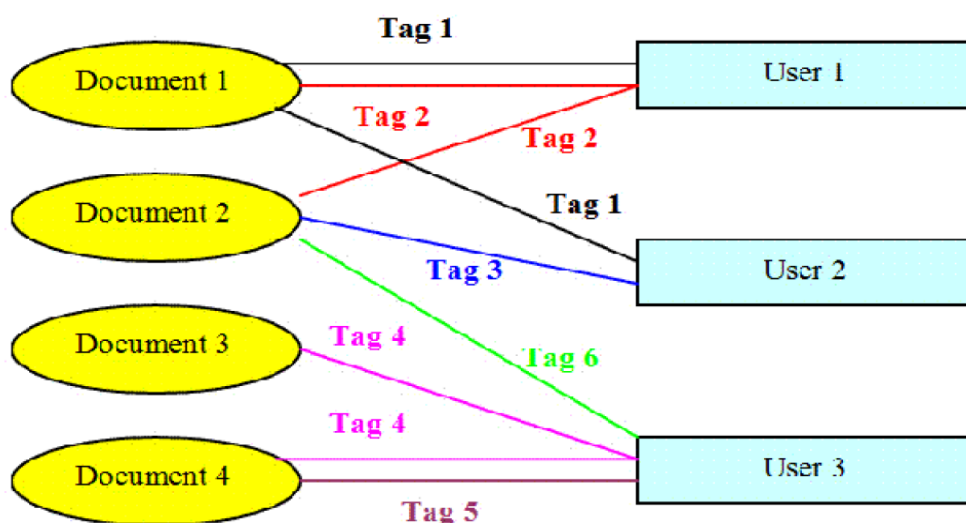 Tag 1
Document 1
User 1
Tag 2
Tag 2
Document 2
Tag 1
Tag 3
User 2
Document 3
Tag 4
Tag 6
Tag 4
Document 4
User 3
Tag 5